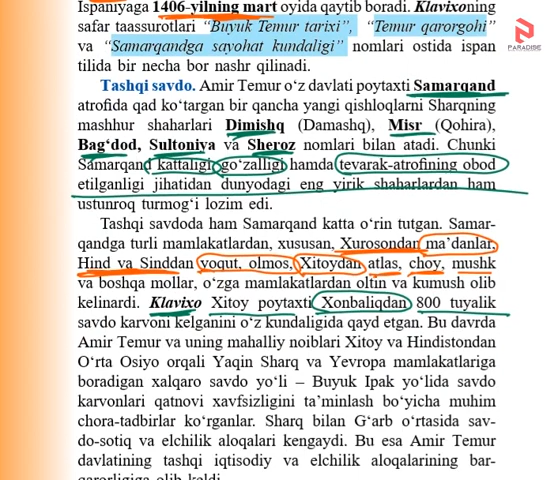 Ispaniyaga 1406-yilning mart oyida qaytib boradi. Klavixoning
safar taassurotlari “Buyuk Temur tarixi”, “Temur qarorgohi”
va “Samarqandga sayohat kundaligi” nomlari ostida ispan
tilida bir necha bor nashr qilinadi.
PARADISE
Tashqi savdo. Amir Temur o‘z davlati poytaxti Samarqand
atrofida qad ko‘targan bir qancha yangi qishloqlarni Sharqning
mashhur shaharlari Dimishq (Damashq), Misr (Qohira),
Bag‘dod, Sultoniya va Sheroz nomlari bilan atadi. Chunki
Samarqand kattaligi, go‘zalligi hamda tevarak-atrofining obod
etilganligi jihatidan dunyodagi eng yirik shaharlardan ham
ustunroq turmog‘i lozim edi.
Tashqi savdoda ham Samarqand katta o‘rin tutgan. Samar-
qandga turli mamlakatlardan, xususan, Xurosondan ma’danlar,
Hind va Sinddan yoqut, olmos, Xitoydan atlas, choy, mushk
va boshqa mollar, o‘zga mamlakatlardan oltin va kumush olib
kelinardi. Klavixo Xitoy poytaxti Xonbaliqdan 800 tuyalik
savdo karvoni kelganini o‘z kundaligida qayd etgan. Bu davrda
Amir Temur va uning mahalliy noiblari Xitoy va Hindistondan
O‘rta Osiyo orqali Yaqin Sharq va Yevropa mamlakatlariga
boradigan xalqaro savdo yo‘li – Buyuk Ipak yo‘lida savdo
karvonlari qatnovi xavfsizligini ta’minlash bo‘yicha muhim
chora-tadbirlar ko‘rganlar. Sharq bilan G‘arb o‘rtasida sav-
do-sotiq va elchilik aloqalari kengaydi. Bu esa Amir Temur
davlatining tashqi iqtisodiy va elchilik aloqalarining bar-
qarorligiga olib keldi.